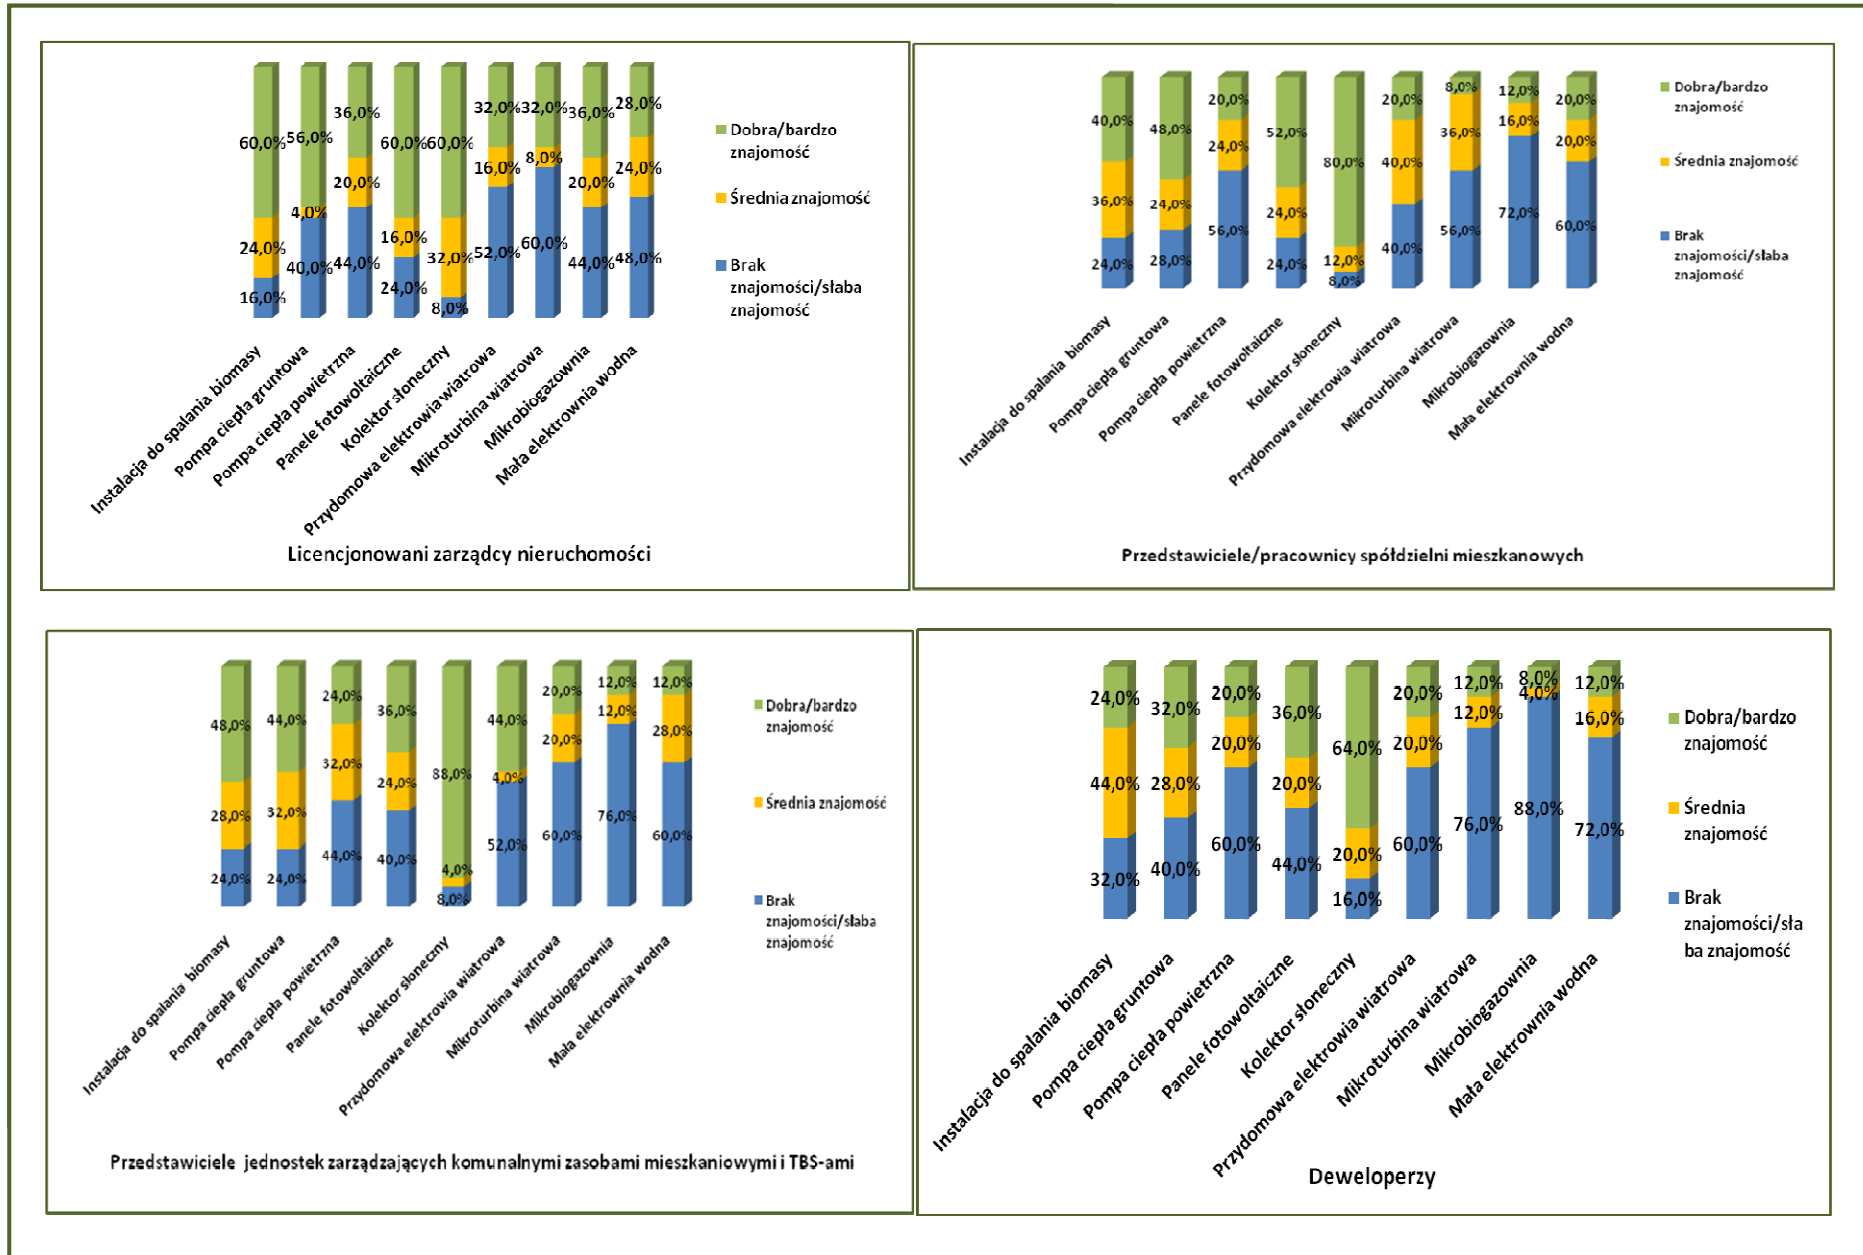 60,0%
56,0%
36,0%
60,0%
60,0%
32,0%
32,0%
36,0%
28,0%
24,0%
4,0%
20,0%
16,0%
32,0%
16,0%
8,0%
20,0%
24,0%
16,0%
40,0%
44,0%
24,0%
8,0%
52,0%
60,0%
44,0%
48,0%
Dobra/bardzo
znajomość
Średnia znajomość
Brak
znajomości/słaba
znajomość
Instalacja do spalania biomasy
Pompa ciepła gruntowa
Pompa ciepła powietrzna
Panele fotowoltaiczne
Kolektor słoneczny
Przydomowa elektrowia wiatrowa
Mikroturbina wiatrowa
Mikrobiogazownia
Mała elektrownia wodna
Licencjonowani zarządcy nieruchomości
40,0%
48,0%
20,0%
52,0%
80,0%
20,0%
8,0%
12,0%
20,0%
36,0%
24,0%
24,0%
24,0%
12,0%
40,0%
36,0%
16,0%
20,0%
24,0%
28,0%
56,0%
24,0%
8,0%
40,0%
56,0%
72,0%
60,0%
Dobra/bardzo
znajomość
Średnia znajomość
Brak
znajomości/słaba
znajomość
Instalacja do spalania biomasy
Pompa ciepła gruntowa
Pompa ciepła powietrzna
Panele fotowoltaiczne
Kolektor słoneczny
Przydomowa elektrowia wiatrowa
Mikroturbina wiatrowa
Mikrobiogazownia
Mała elektrownia wodna
Przedstawiciele/pracownicy spółdzielni mieszkanowych
48,0%
44,0%
24,0%
36,0%
88,0%
44,0%
20,0%
12,0%
12,0%
28,0%
32,0%
32,0%
24,0%
4,0%
4,0%
20,0%
12,0%
28,0%
24,0%
24,0%
44,0%
40,0%
8,0%
52,0%
60,0%
76,0%
60,0%
Dobra/bardzo
znajomość
Średnia znajomość
Brak
znajomości/słaba
znajomość
Instalacja do spalania biomasy
Pompa ciepła gruntowa
Pompa ciepła powietrzna
Panele fotowoltaiczne
Kolektor słoneczny
Przydomowa elektrowia wiatrowa
Mikroturbina wiatrowa
Mikrobiogazownia
Mała elektrownia wodna
Przedstawiciele jednostek zarządzających komunalnymi zasobami mieszkaniowymi i TBS-ami
24,0%
32,0%
20,0%
36,0%
64,0%
20,0%
12,0%
8,0%
12,0%
44,0%
28,0%
20,0%
20,0%
20,0%
20,0%
12,0%
4,0%
16,0%
32,0%
40,0%
60,0%
44,0%
16,0%
60,0%
76,0%
88,0%
72,0%
Dobra/bardzo
znajomość
Średnia
znajomość
Brak
znajomości/sła
ba znajomość
Instalacja do spalania biomasy
Pompa ciepła gruntowa
Pompa ciepła powietrzna
Panele fotowoltaiczne
Kolektor słoneczny
Przydomowa elektrowia wiatrowa
Mikroturbina wiatrowa
Mikrobiogazownia
Mała elektrownia wodna
Deweloperzy